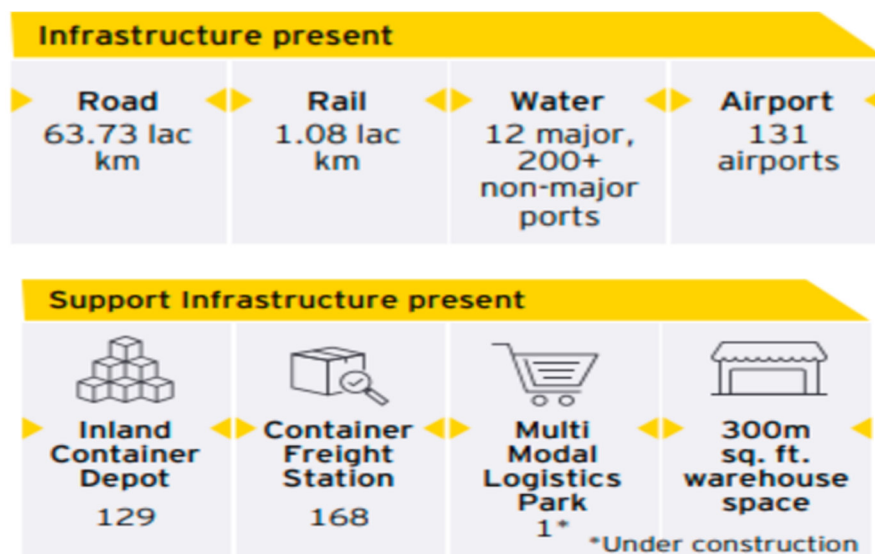 Infrastructure present
Road
63.73 lac
km
Rail
1.08 lac
km
Water
12 major,
200+
non-major
ports
Airport
131
airports
Support Infrastructure present
Inland
Container
Depot
129
Container
Freight
Station
168
Multi
Modal
Logistics
Park
1*
300m
sq. ft.
warehouse
space
*Under construction